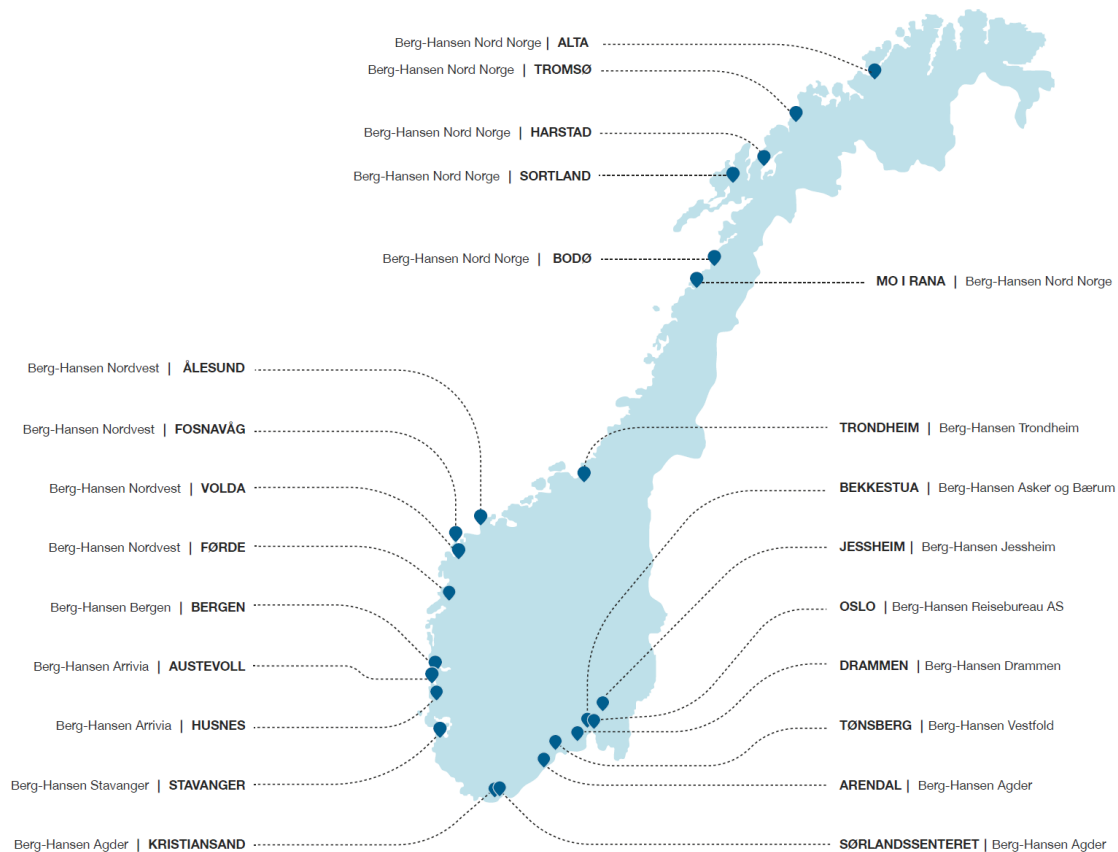 Berg-Hansen Nord Norge | ALTA
Berg-Hansen Nord Norge | TROMSØ
Berg-Hansen Nord Norge | HARSTAD
Berg-Hansen Nord Norge | SORTLAND
Berg-Hansen Nord Norge | BODØ
MO I RANA | Berg-Hansen Nord Norge
Berg-Hansen Nordvest | ÅLESUND
Berg-Hansen Nordvest | FOSNAVÅG
Berg-Hansen Nordvest | VOLDA
Berg-Hansen Nordvest | FØRDE
Berg-Hansen Bergen | BERGEN
Berg-Hansen Arrivia | AUSTEVOLL
Berg-Hansen Arrivia | HUSNES
Berg-Hansen Stavanger | STAVANGER
Berg-Hansen Agder | KRISTIANSAND
TRONDHEIM | Berg-Hansen Trondheim
BEKKESTUA | Berg-Hansen Asker og Bærum
JESSHEIM | Berg-Hansen Jessheim
OSLO | Berg-Hansen Reisebureau AS
DRAMMEN | Berg-Hansen Drammen
TØNSBERG | Berg-Hansen Vestfold
ARENDAL | Berg-Hansen Agder
SØRLANDSSENTERET | Berg-Hansen Agder